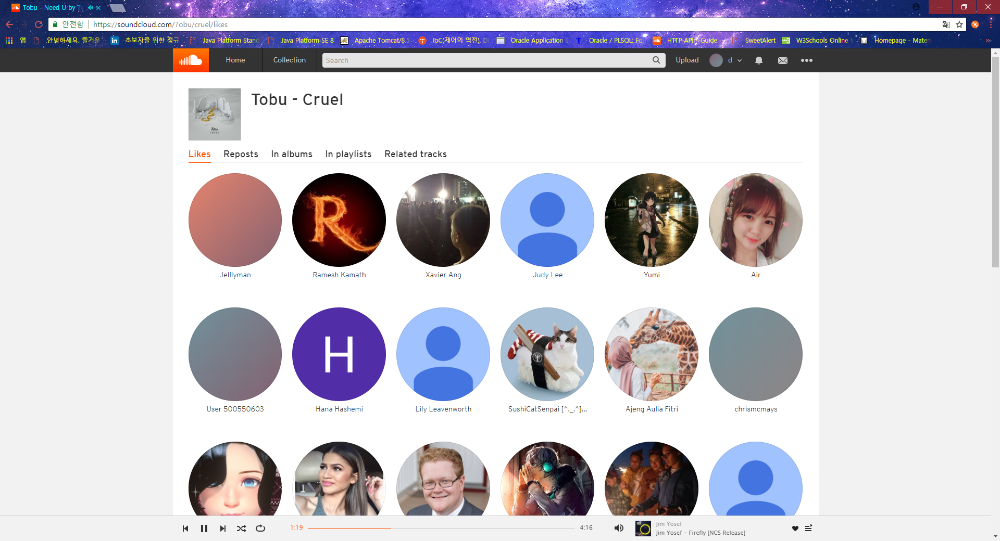 Tobu - Need U by
안전함 https://soundcloud.com/7obu/cruel/likes
앱 안녕하세요. 즐거운 초보자를 위한 정규 Java Platform Stand Java Platform SE 8 Apache Tomcat/8.5 IoC(제어의 역전), D Oracle Application Oracle / PLSQL: HTTP API - Guide SweetAlert W3Schools Online Homepage - Materi
Home Collection Search Upload d
Tobu - Cruel
7obu
CRUEL
Likes Reposts In albums In playlists Related tracks
R
Jelllyman Ramesh Kamath Xavier Ang Judy Lee Yumi Air
H
User 500550603 Hana Hashemi Lily Leavenworth SushiCatSenpai [^._.^]... Ajeng Aulia Fitri chrismcmays
1:19 4:16
Jim Yosef
Jim Yosef - Firefly [NCS Release]